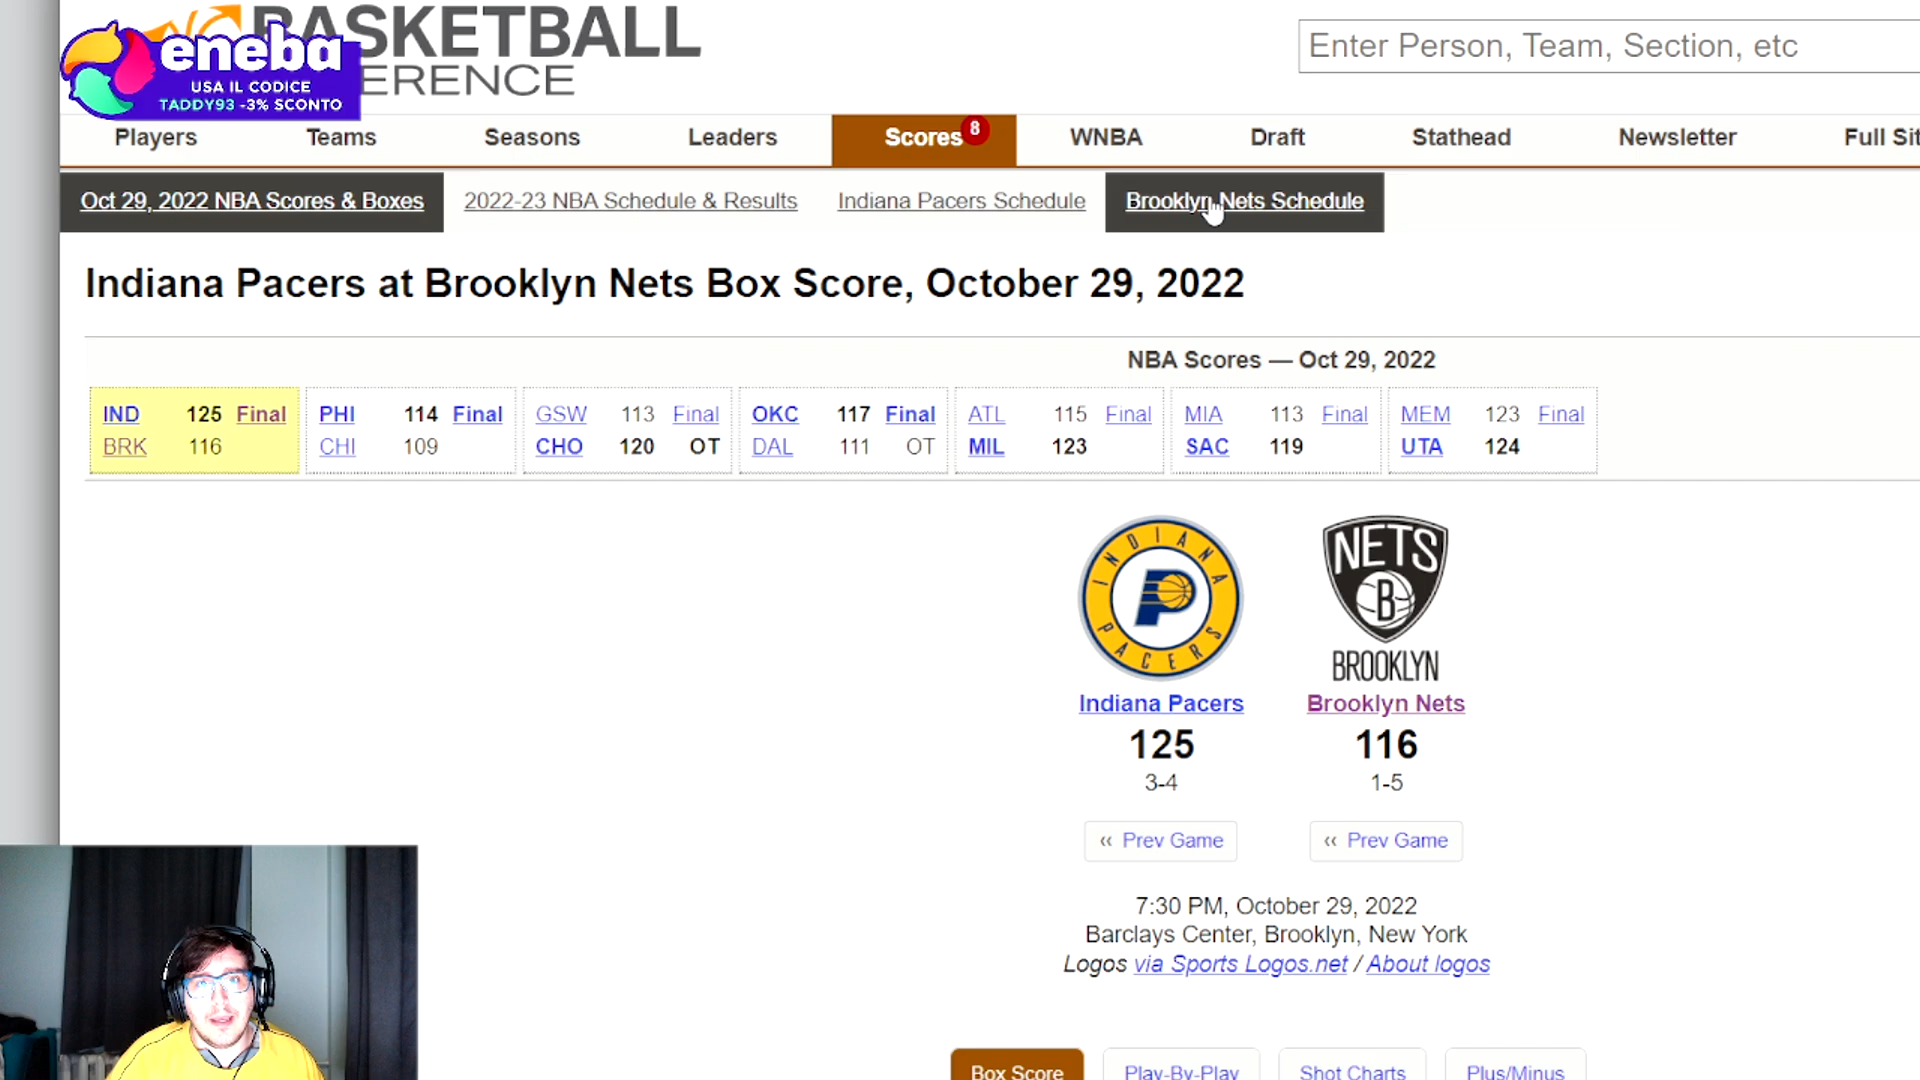 BASKETBALL
ERENCE
eneba
USA IL CODICE
TADDY93 -3% SCONTO
Enter Person, Team, Section, etc
Players Teams Seasons Leaders Scores 8 WNBA Draft Stathead Newsletter Full Sit
Oct 29, 2022 NBA Scores & Boxes 2022-23 NBA Schedule & Results Indiana Pacers Schedule Brooklyn Nets Schedule
Indiana Pacers at Brooklyn Nets Box Score, October 29, 2022
NBA Scores — Oct 29, 2022
IND 125 Final PHI 114 Final GSW 113 Final OKC 117 Final ATL 115 Final MIA 113 Final MEM 123 Final
BRK 116 CHI 109 CHO 120 OT DAL 111 OT MIL 123 SAC 119 UTA 124
INDIANA PACERS
NETS
B
BROOKLYN
Indiana Pacers Brooklyn Nets
125 116
3-4 1-5
« Prev Game « Prev Game
7:30 PM, October 29, 2022
Barclays Center, Brooklyn, New York
Logos via Sports Logos.net / About logos
Box Score Play-By-Play Shot Charts Plus/Minus